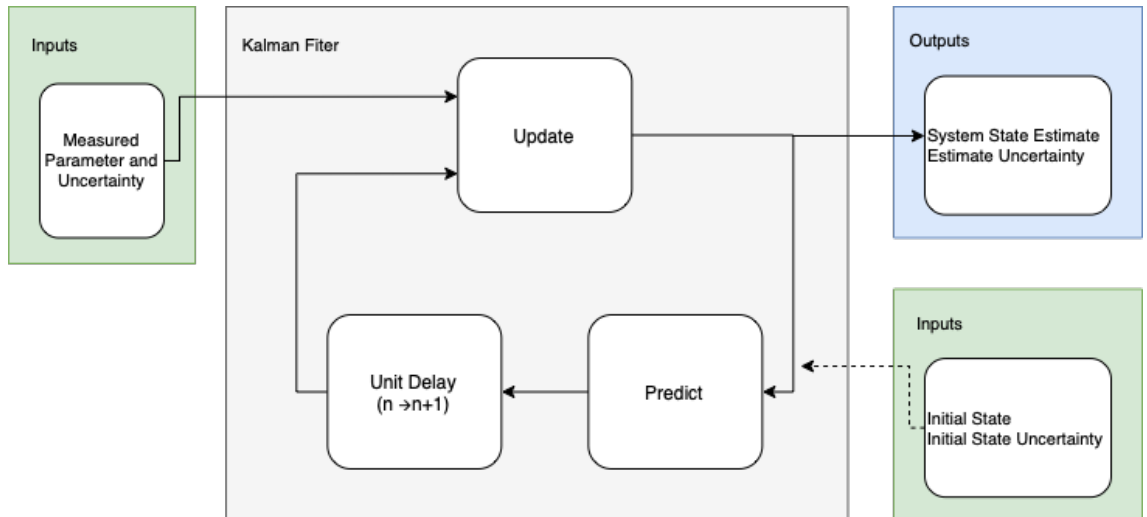 Inputs
Kalman Fiter
Outputs
Measured
Parameter and
Uncertainty
Update
System State Estimate
Estimate Uncertainty
Inputs
Unit Delay
(n →n+1)
Predict
Initial State
Initial State Uncertainty